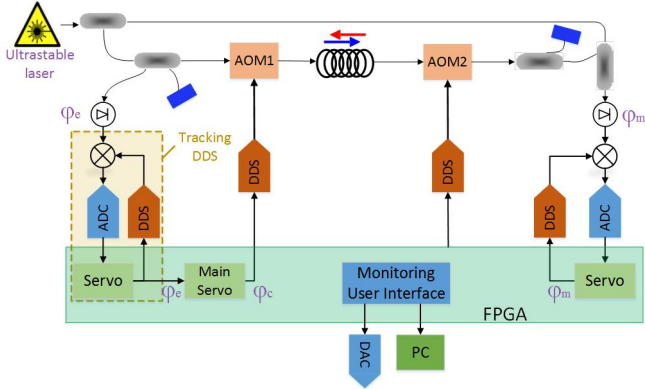 Ultrastable
laser
AOM1
AOM2
φe
φm
Tracking
DDS
ADC
DDS
DDS
DDS
DDS
ADC
Servo
φe
Main
Servo
φc
Monitoring
User Interface
φm
Servo
FPGA
DAC
PC